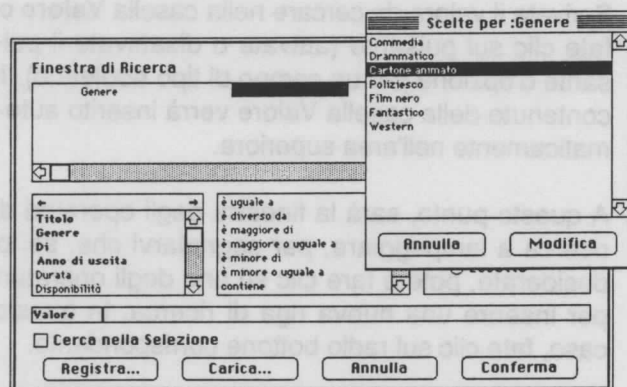 Scelte per :Genere!
Commedia
Drammatico
Cartone animato
Poliziesco
Film nero
Fantastico
Western
Annulla
Modifica
Finestra di Ricerca
Genere
← →
Titolo
Genere
Di
Anno di uscita
Durata
Disponibilità
è uguale a
è diverso da
è maggiore di
è maggiore o uguale a
è minore di
è minore o uguale a
contiene
Valore
Cerca nella Selezione
Registra...
Carica...
Annulla
Conferma